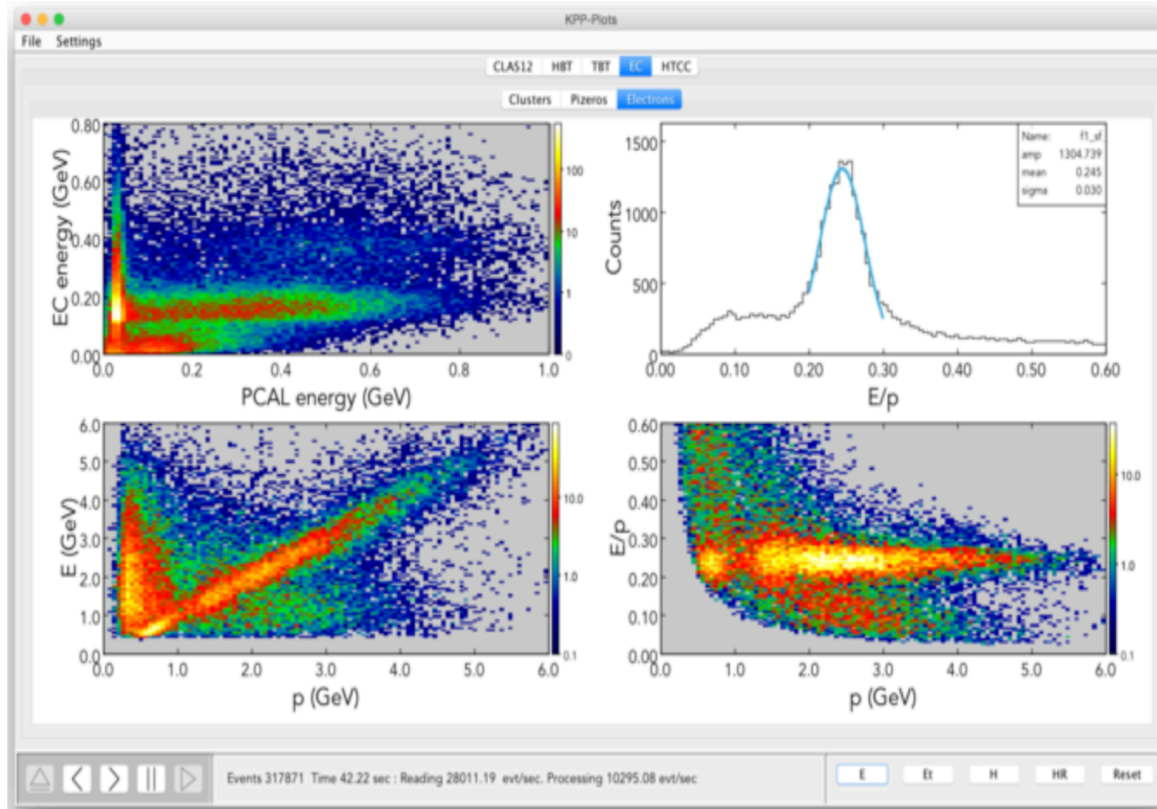 KPP-Plots
File Settings
CLAS12 HBT TBT EC HTCC
Clusters Pizeros Electrons
EC energy (GeV)
0.80
0.60
0.40
0.20
0.00
0.2 0.4 0.6 0.8 1.0
PCAL energy (GeV)
100
10
1
0
Counts
1500
1000
500
0
0.00 0.10 0.20 0.30 0.40 0.50 0.60
E/p
Name: f1_sf
amp 1304.739
mean 0.245
sigma 0.030
E (GeV)
6.0
5.0
4.0
3.0
2.0
1.0
0.0
1.0 2.0 3.0 4.0 5.0 6.0
p (GeV)
10.0
1.0
0.1
E/p
0.60
0.50
0.40
0.30
0.20
0.10
0.00
1.0 2.0 3.0 4.0 5.0 6.0
p (GeV)
10.0
1.0
0.1
Events 317871 Time 42.22 sec : Reading 28011.19 evt/sec. Processing 10295.08 evt/sec
E Et H HR Reset